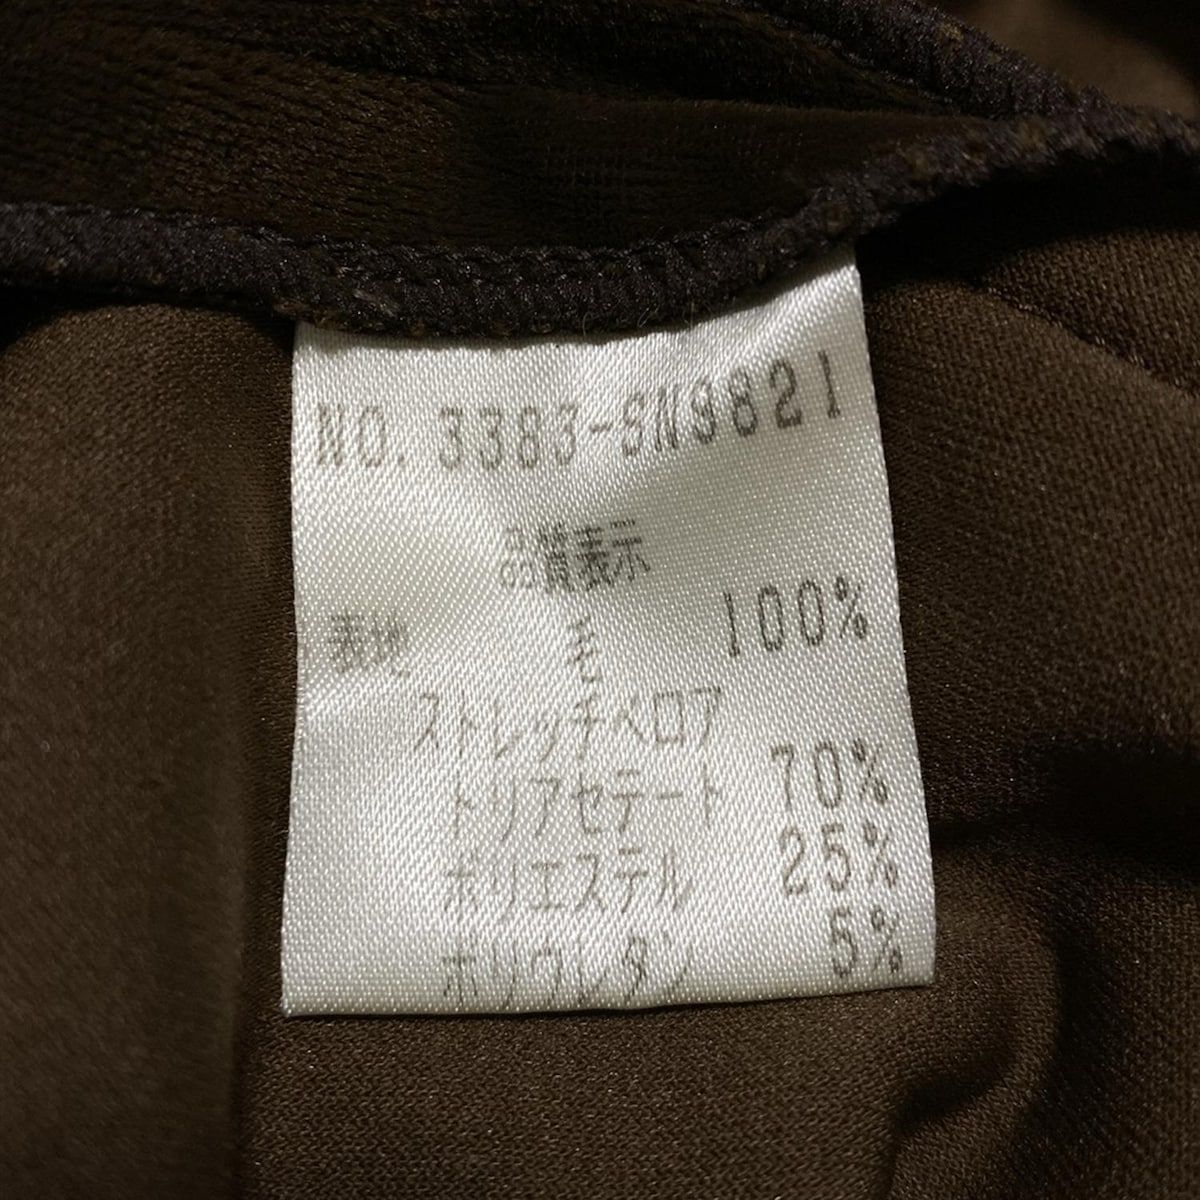 NO. 3383-SN9821
品質表示
表地 毛 100%
ストレッチベロア
トリアセテート 70%
ポリエステル 25%
ポリウレタン 5%